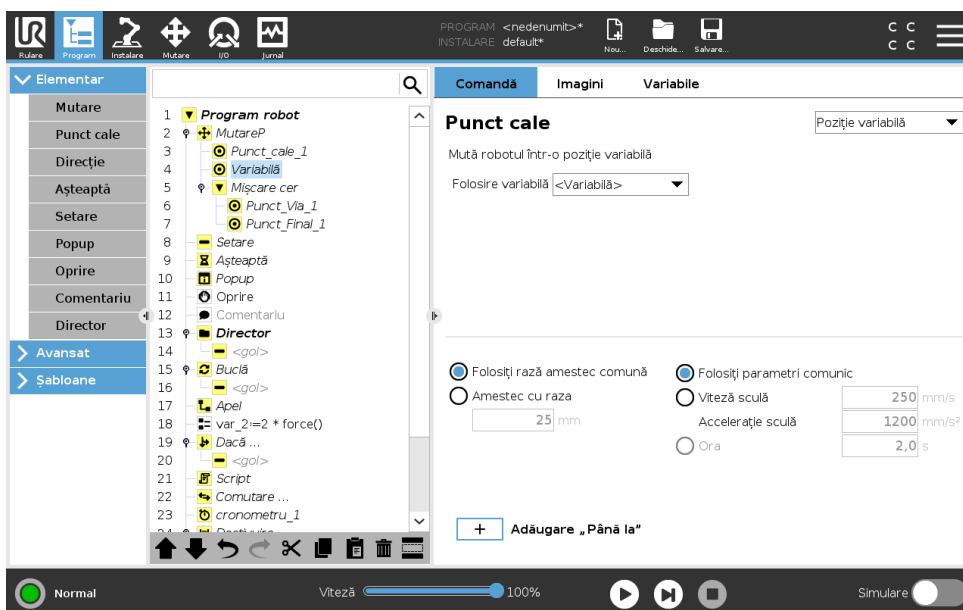 UR
Rulare
Program
Instalare
Mutare
I/O
Jurnal
PROGRAM <nedenumit>*
INSTALARE default*
Nou...
Deschide...
Salvare...
C C
C C
Elementar
Mutare
Punct cale
Direcție
Așteaptă
Setare
Popup
Oprire
Comentariu
Director
Avansat
Șabloane
1 Program robot
2 MutareP
3 Punct_cale_1
4 Variabilă
5 Mișcare cer
6 Punct_Via_1
7 Punct_Final_1
8 Setare
9 Așteaptă
10 Popup
11 Oprire
12 Comentariu
13 Director
14 <gol>
15 Buclă
16 <gol>
17 Apel
18 var_2:=2 * force()
19 Dacă ...
20 <gol>
21 Script
22 Comutare ...
23 cronometru_1
Comandă
Imagini
Variabile
Punct cale
Poziție variabilă
Mută robotul într-o poziție variabilă
Folosire variabilă <Variabilă>
Folosiți rază amestec comună
Amestec cu raza
25 mm
Folosiți parametri comunic
Viteză sculă 250 mm/s
Accelerație sculă 1200 mm/s²
Ora 2,0 s
+ Adăugare „Până la”
Normal
Viteză 100%
Simulare